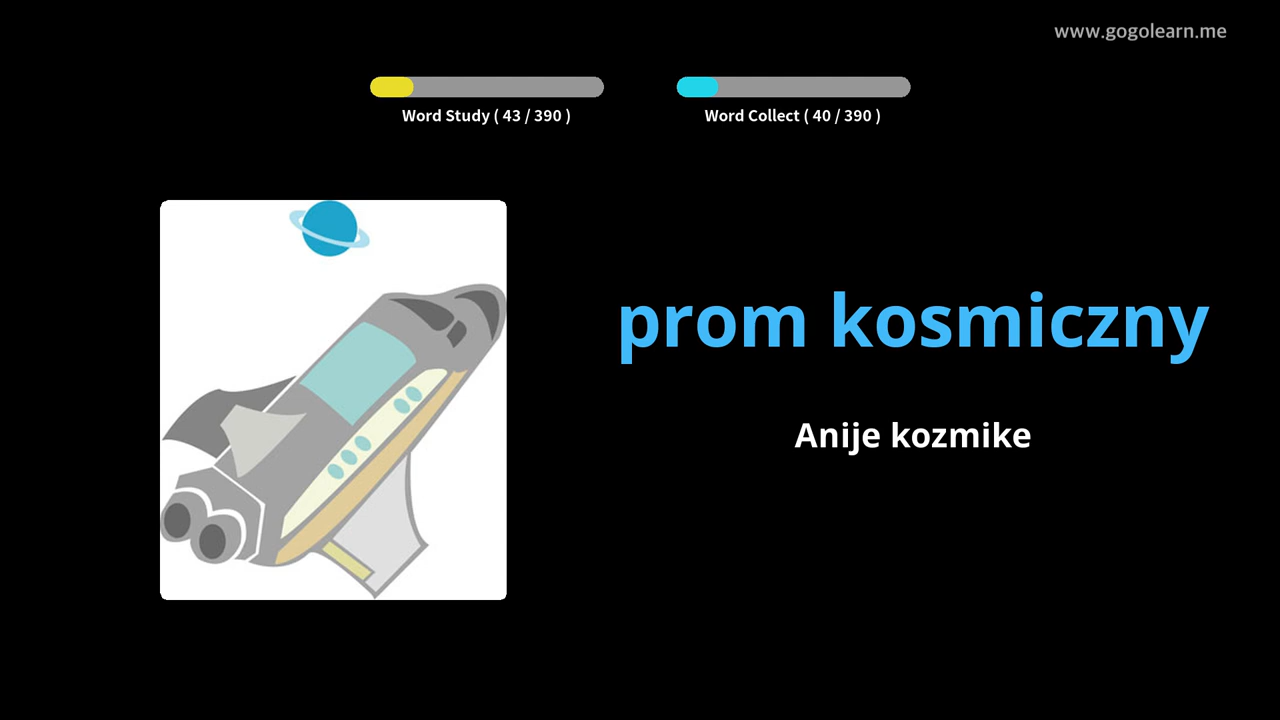 www.gogolearn.me
Word Study ( 43 / 390 )
Word Collect ( 40 / 390 )
prom kosmiczny
Anije kozmike